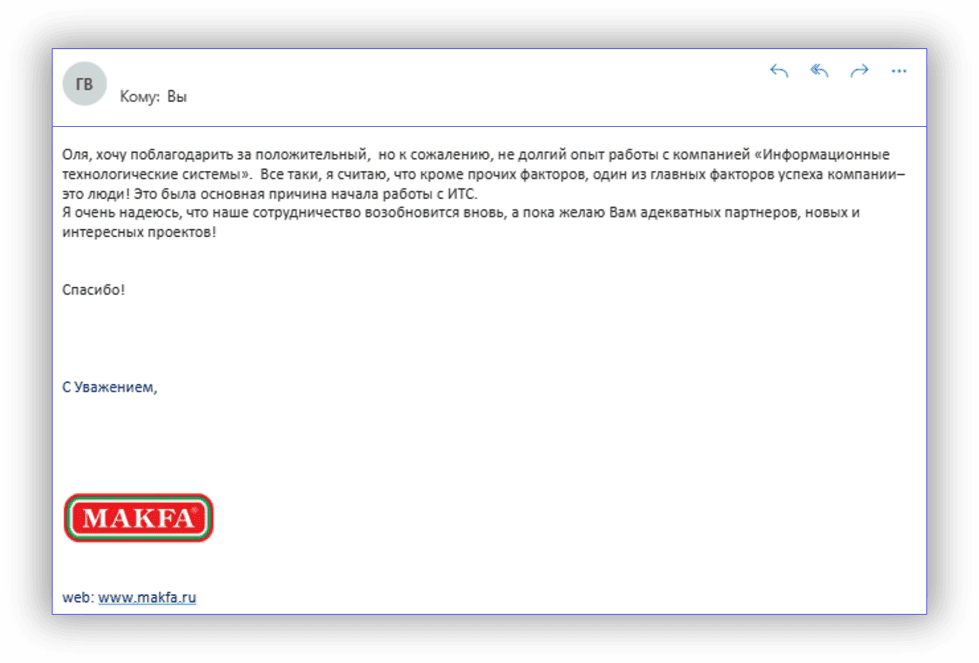 ГВ
Кому: Вы
Оля, хочу поблагодарить за положительный,  но к сожалению, не долгий опыт работы с компанией «Информационные
технологические системы».  Все таки, я считаю, что кроме прочих факторов, один из главных факторов успеха компании–
это люди! Это была основная причина начала работы с ИТС.
Я очень надеюсь, что наше сотрудничество возобновится вновь, а пока желаю Вам адекватных партнеров, новых и
интересных проектов!
Спасибо!
С Уважением,
MAKFA®
web: www.makfa.ru